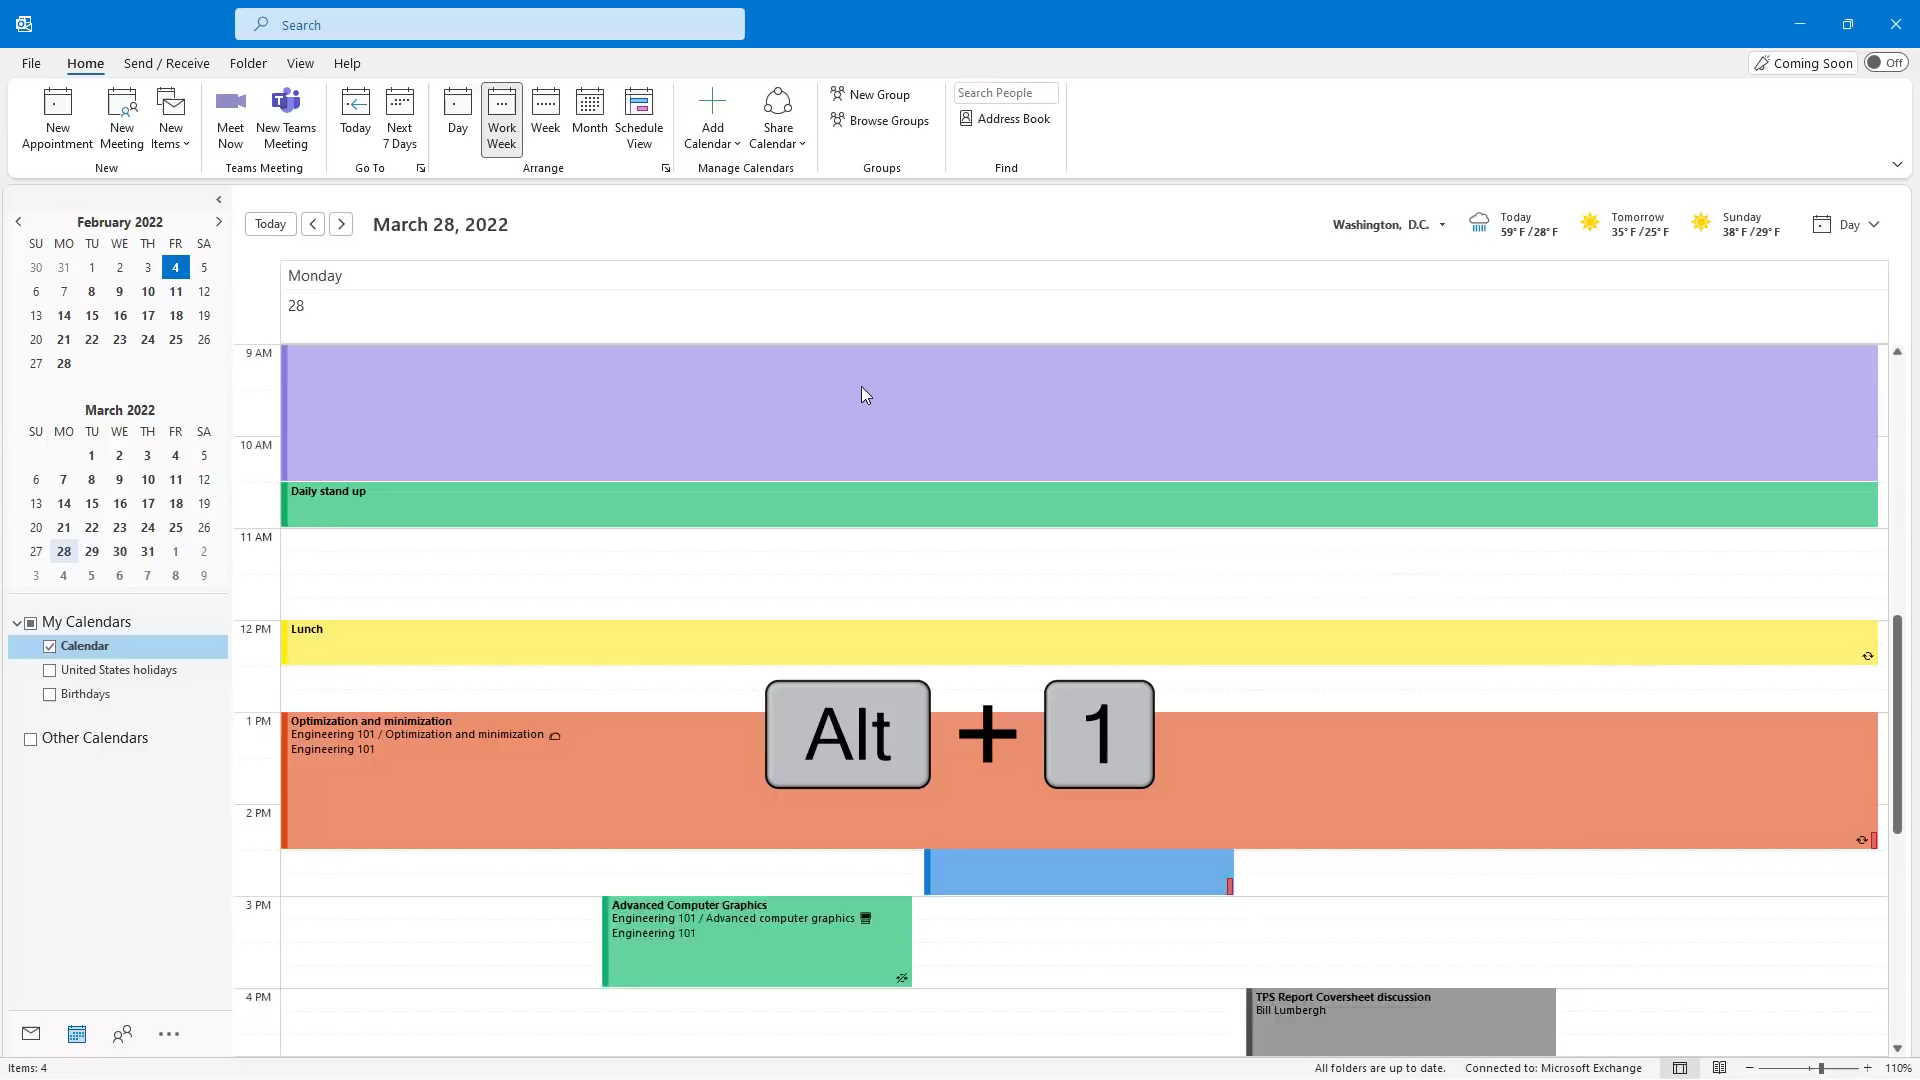 Search
File Home Send / Receive Folder View Help
Coming Soon Off
New Appointment
New Meeting
New Items
Meet Now
New Teams Meeting
Today
Next 7 Days
Day
Work Week
Week
Month
Schedule View
Add Calendar
Share Calendar
New Group
Browse Groups
Search People
Address Book
New
Teams Meeting
Go To
Arrange
Manage Calendars
Groups
Find
February 2022
SU MO TU WE TH FR SA
30 31 1 2 3 4 5
6 7 8 9 10 11 12
13 14 15 16 17 18 19
20 21 22 23 24 25 26
27 28
March 2022
SU MO TU WE TH FR SA
1 2 3 4 5
6 7 8 9 10 11 12
13 14 15 16 17 18 19
20 21 22 23 24 25 26
27 28 29 30 31 1 2
3 4 5 6 7 8 9
My Calendars
Calendar
United States holidays
Birthdays
Other Calendars
Today
March 28, 2022
Washington, D.C.
Today
59° F / 28° F
Tomorrow
35° F / 25° F
Sunday
38° F / 29° F
Day
Monday
28
9 AM
10 AM
Daily stand up
11 AM
12 PM
Lunch
1 PM
Optimization and minimization
Engineering 101 / Optimization and minimization
Engineering 101
Alt + 1
2 PM
3 PM
Advanced Computer Graphics
Engineering 101 / Advanced computer graphics
Engineering 101
4 PM
TPS Report Coversheet discussion
Bill Lumbergh
Items: 4
All folders are up to date.
Connected to: Microsoft Exchange
110%